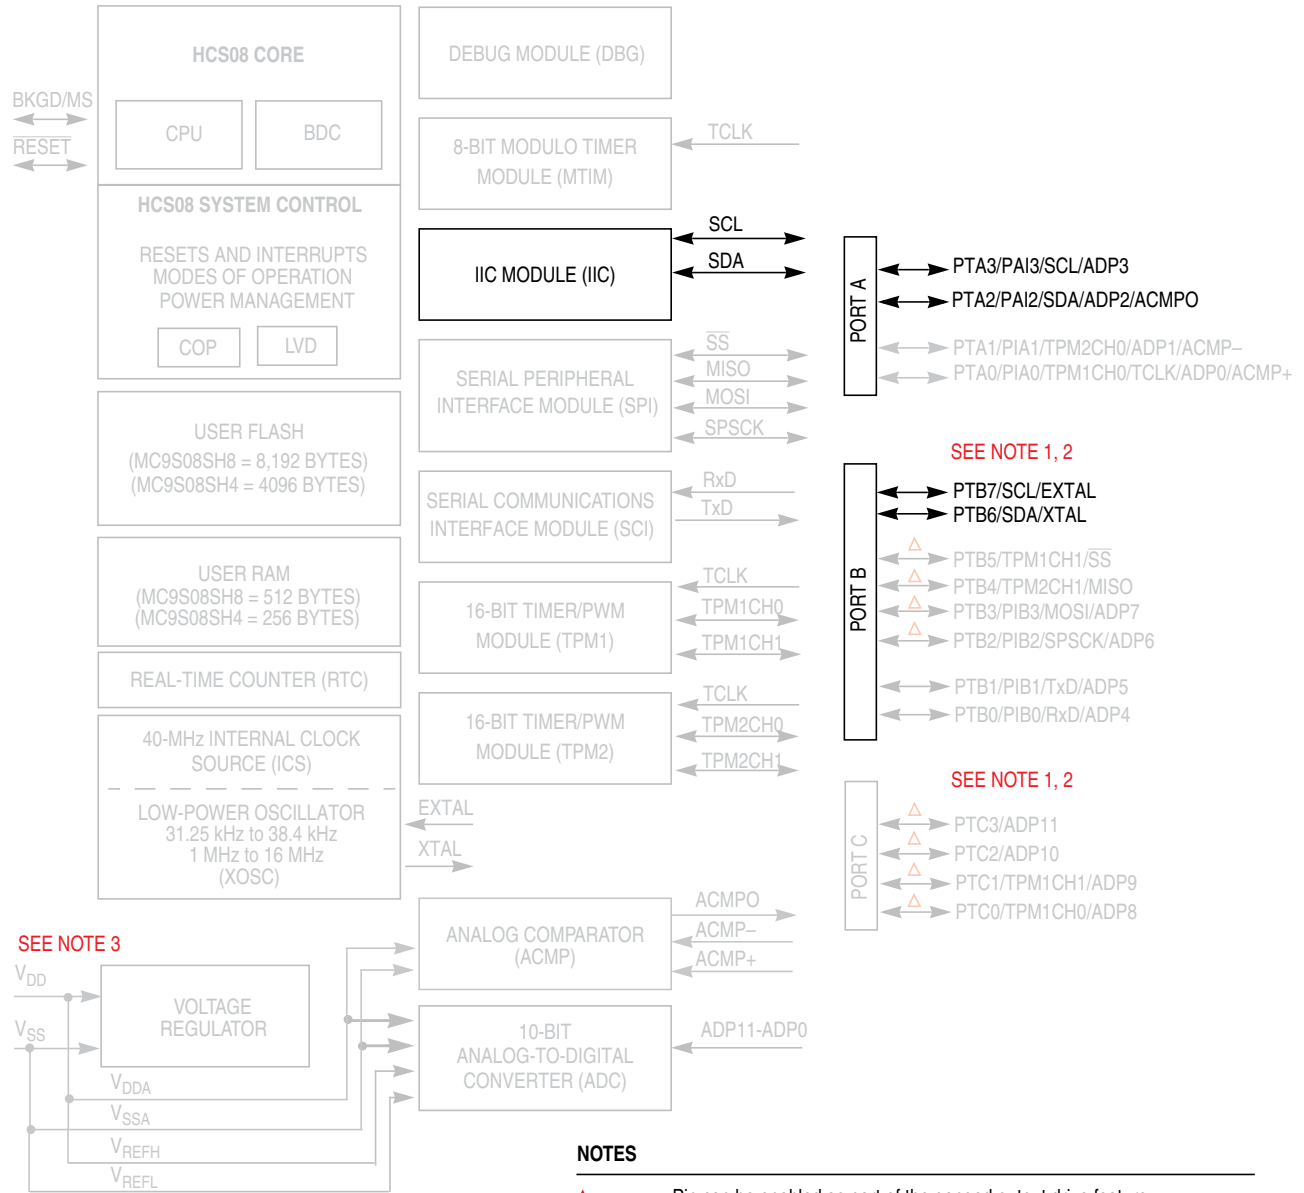 HCS08 CORE
BKGD/MS
RESET
CPU
BDC
HCS08 SYSTEM CONTROL
RESETS AND INTERRUPTS
MODES OF OPERATION
POWER MANAGEMENT
COP
LVD
USER FLASH
(MC9S08SH8 = 8,192 BYTES)
(MC9S08SH4 = 4096 BYTES)
USER RAM
(MC9S08SH8 = 512 BYTES)
(MC9S08SH4 = 256 BYTES)
REAL-TIME COUNTER (RTC)
40-MHz INTERNAL CLOCK
SOURCE (ICS)
LOW-POWER OSCILLATOR
31.25 kHz to 38.4 kHz
1 MHz to 16 MHz
(XOSC)
EXTAL
XTAL
SEE NOTE 3
VDD
VSS
VOLTAGE
REGULATOR
VDDA
VSSA
VREFH
VREFL
DEBUG MODULE (DBG)
8-BIT MODULO TIMER
MODULE (MTIM)
TCLK
IIC MODULE (IIC)
SCL
SDA
SERIAL PERIPHERAL
INTERFACE MODULE (SPI)
SS
MISO
MOSI
SPSCK
SERIAL COMMUNICATIONS
INTERFACE MODULE (SCI)
RxD
TxD
16-BIT TIMER/PWM
MODULE (TPM1)
TCLK
TPM1CH0
TPM1CH1
16-BIT TIMER/PWM
MODULE (TPM2)
TCLK
TPM2CH0
TPM2CH1
ANALOG COMPARATOR
(ACMP)
ACMPO
ACMP–
ACMP+
10-BIT
ANALOG-TO-DIGITAL
CONVERTER (ADC)
ADP11-ADP0
PORT A
PTA3/PAI3/SCL/ADP3
PTA2/PAI2/SDA/ADP2/ACMPO
PTA1/PIA1/TPM2CH0/ADP1/ACMP–
PTA0/PIA0/TPM1CH0/TCLK/ADP0/ACMP+
SEE NOTE 1, 2
PORT B
PTB7/SCL/EXTAL
PTB6/SDA/XTAL
PTB5/TPM1CH1/SS
PTB4/TPM2CH1/MISO
PTB3/PIB3/MOSI/ADP7
PTB2/PIB2/SPSCK/ADP6
PTB1/PIB1/TxD/ADP5
PTB0/PIB0/RxD/ADP4
SEE NOTE 1, 2
PORT C
PTC3/ADP11
PTC2/ADP10
PTC1/TPM1CH1/ADP9
PTC0/TPM1CH0/ADP8
NOTES